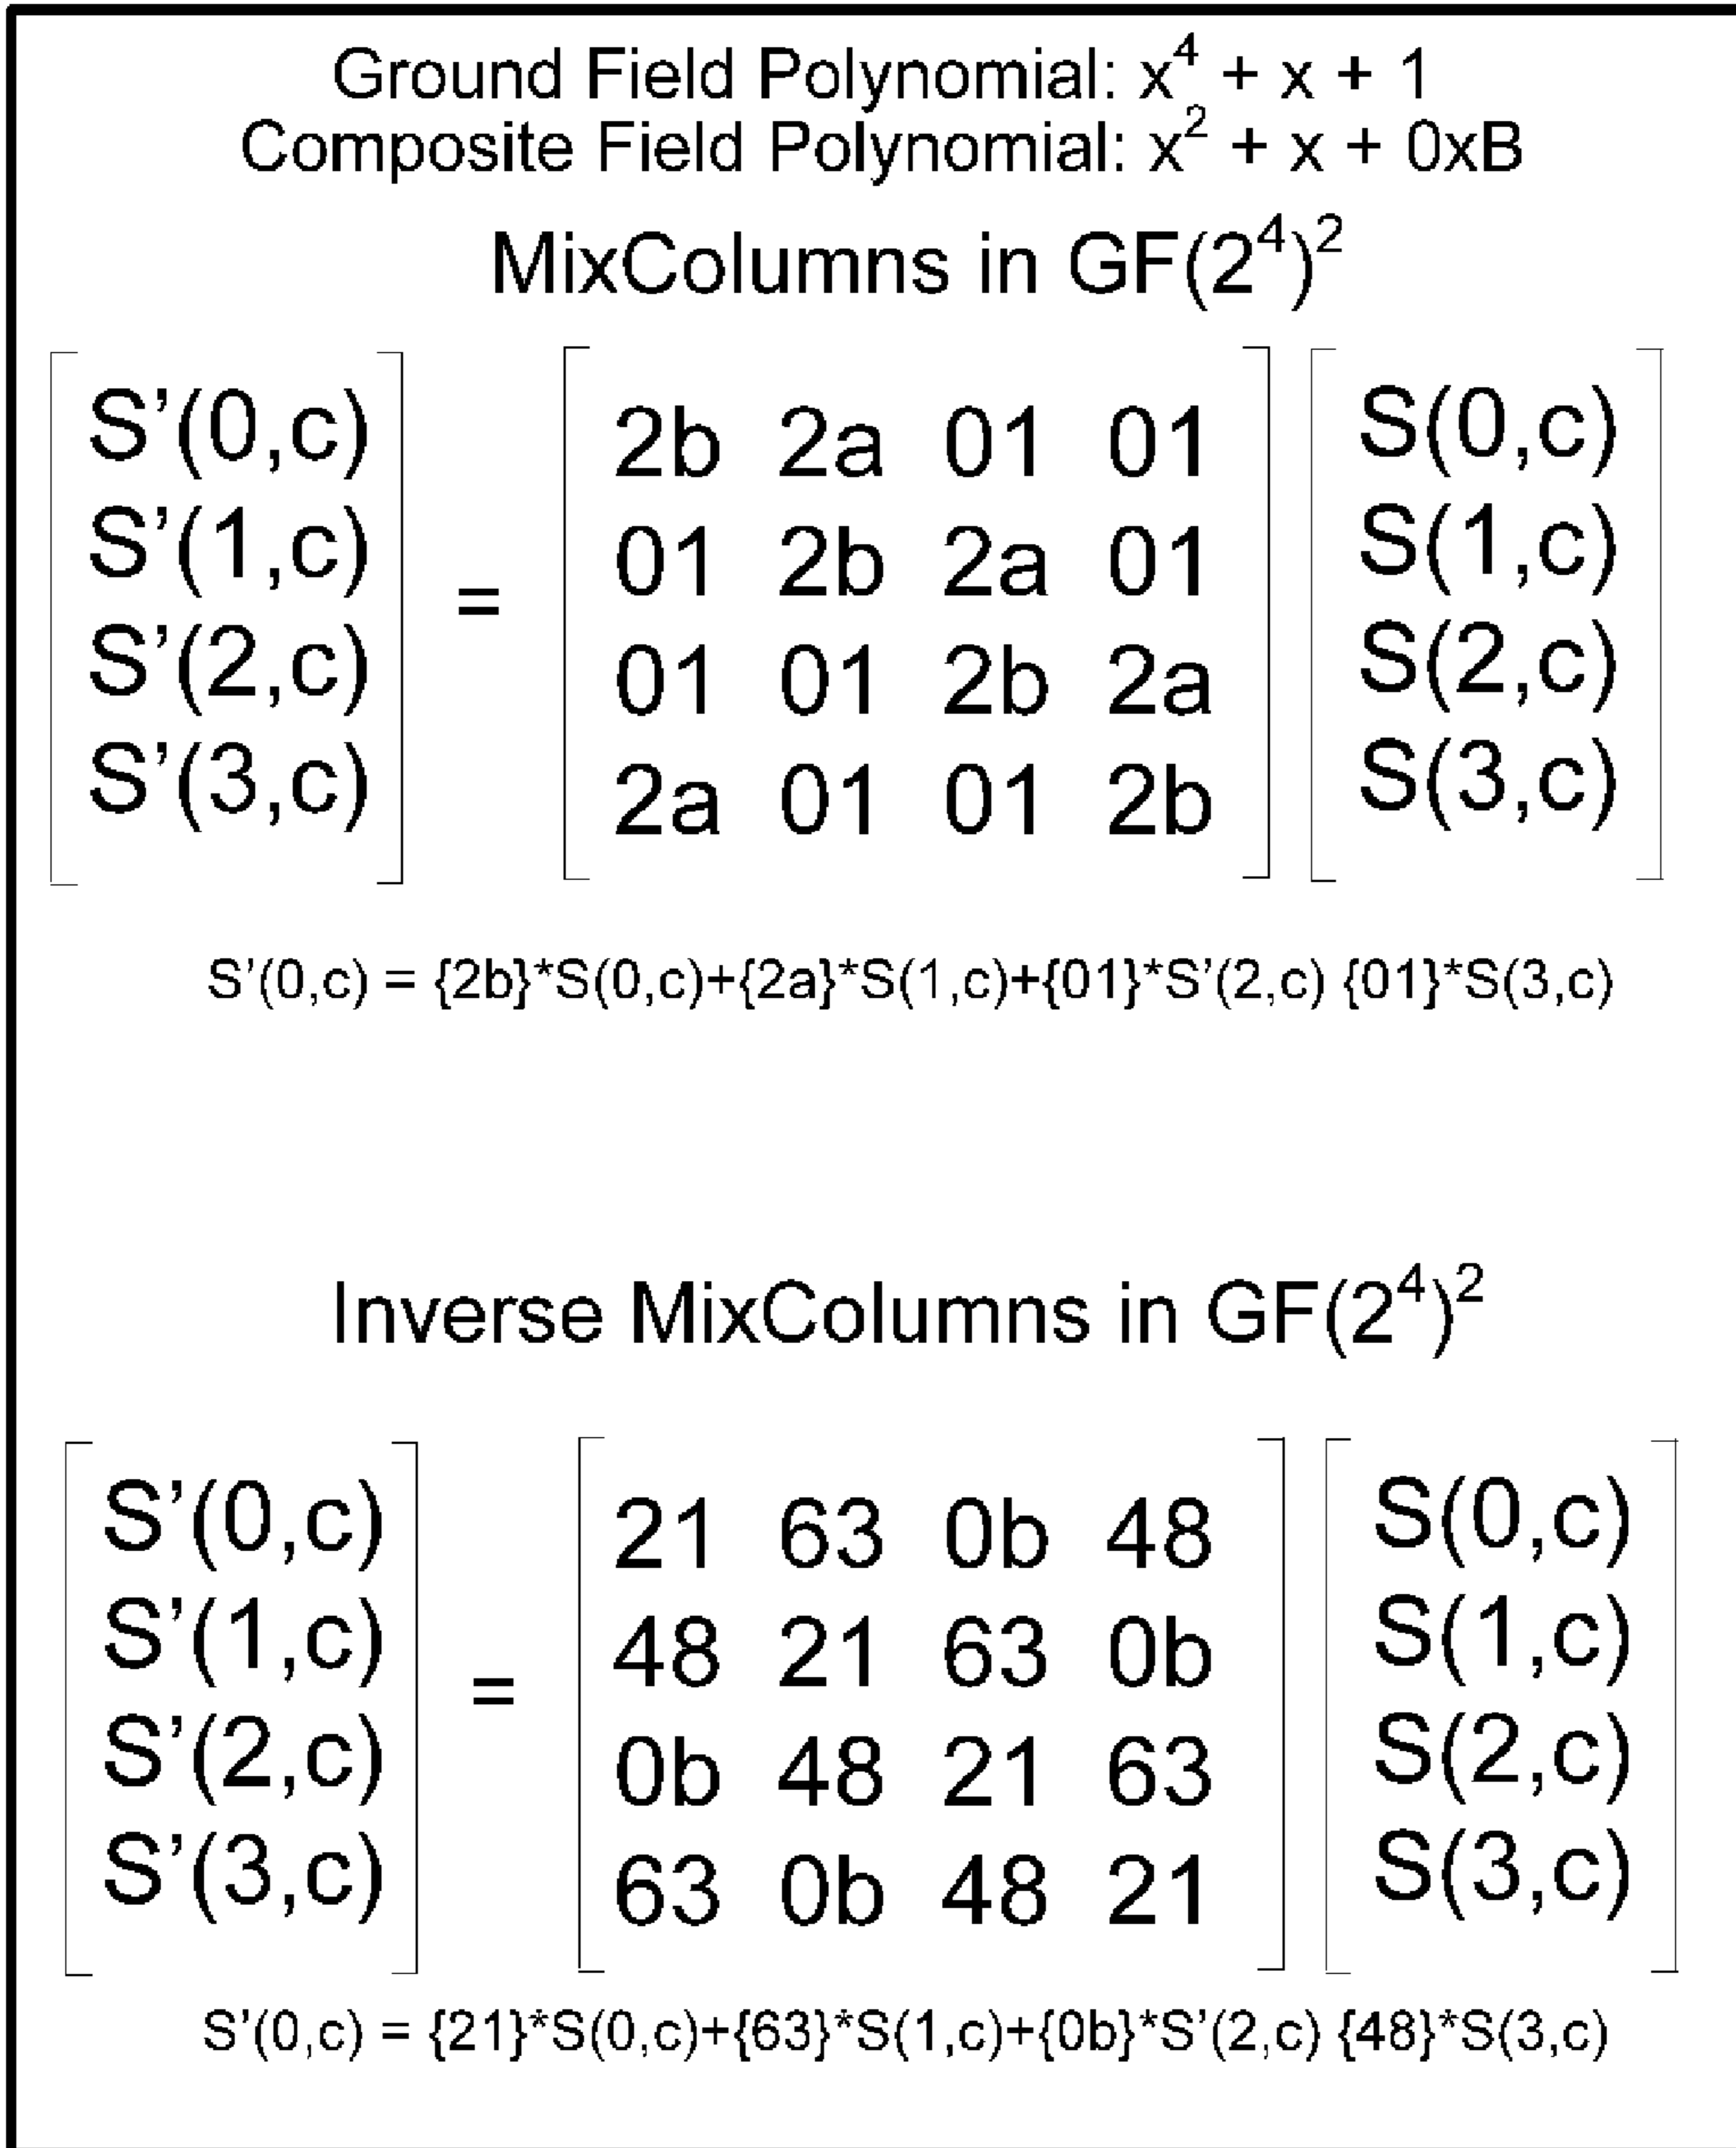 Ground Field Polynomial: x⁴ + x + 1
Composite Field Polynomial: x² + x + 0xB
MixColumns in GF(2⁴)²
S’(0,c) 2b 2a 01 01 S(0,c)
S’(1,c) 01 2b 2a 01 S(1,c)
=
S’(2,c) 01 01 2b 2a S(2,c)
S’(3,c) 2a 01 01 2b S(3,c)
S’(0,c) = {2b}*S(0,c)+{2a}*S(1,c)+{01}*S’(2,c) {01}*S(3,c)
Inverse MixColumns in GF(2⁴)²
S’(0,c) 21 63 0b 48 S(0,c)
S’(1,c) 48 21 63 0b S(1,c)
=
S’(2,c) 0b 48 21 63 S(2,c)
S’(3,c) 63 0b 48 21 S(3,c)
S’(0,c) = {21}*S(0,c)+{63}*S(1,c)+{0b}*S’(2,c) {48}*S(3,c)